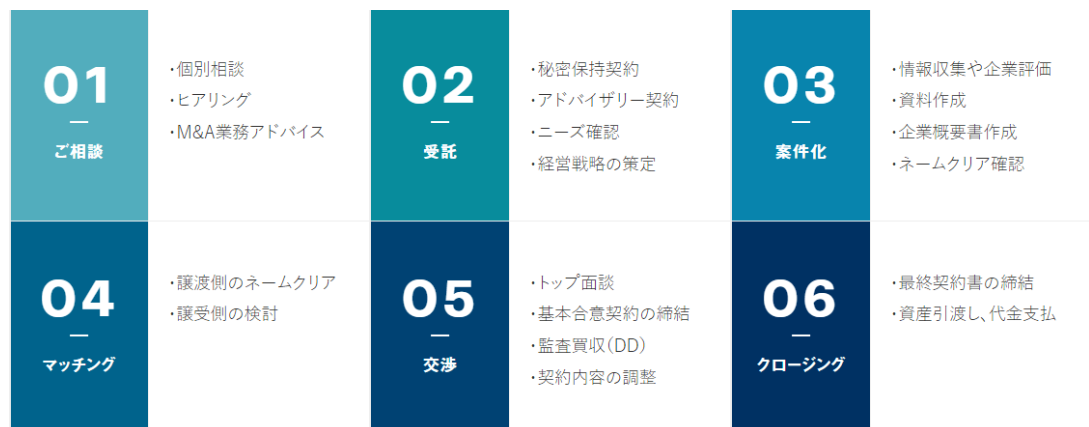 01
ご相談
・個別相談
・ヒアリング
・M&A業務アドバイス
02
受託
・秘密保持契約
・アドバイザリー契約
・ニーズ確認
・経営戦略の策定
03
案件化
・情報収集や企業評価
・資料作成
・企業概要書作成
・ネームクリア確認
04
マッチング
・譲渡側のネームクリア
・譲受側の検討
05
交渉
・トップ面談
・基本合意契約の締結
・監査買収(DD)
・契約内容の調整
06
クロージング
・最終契約書の締結
・資産引渡し、代金支払